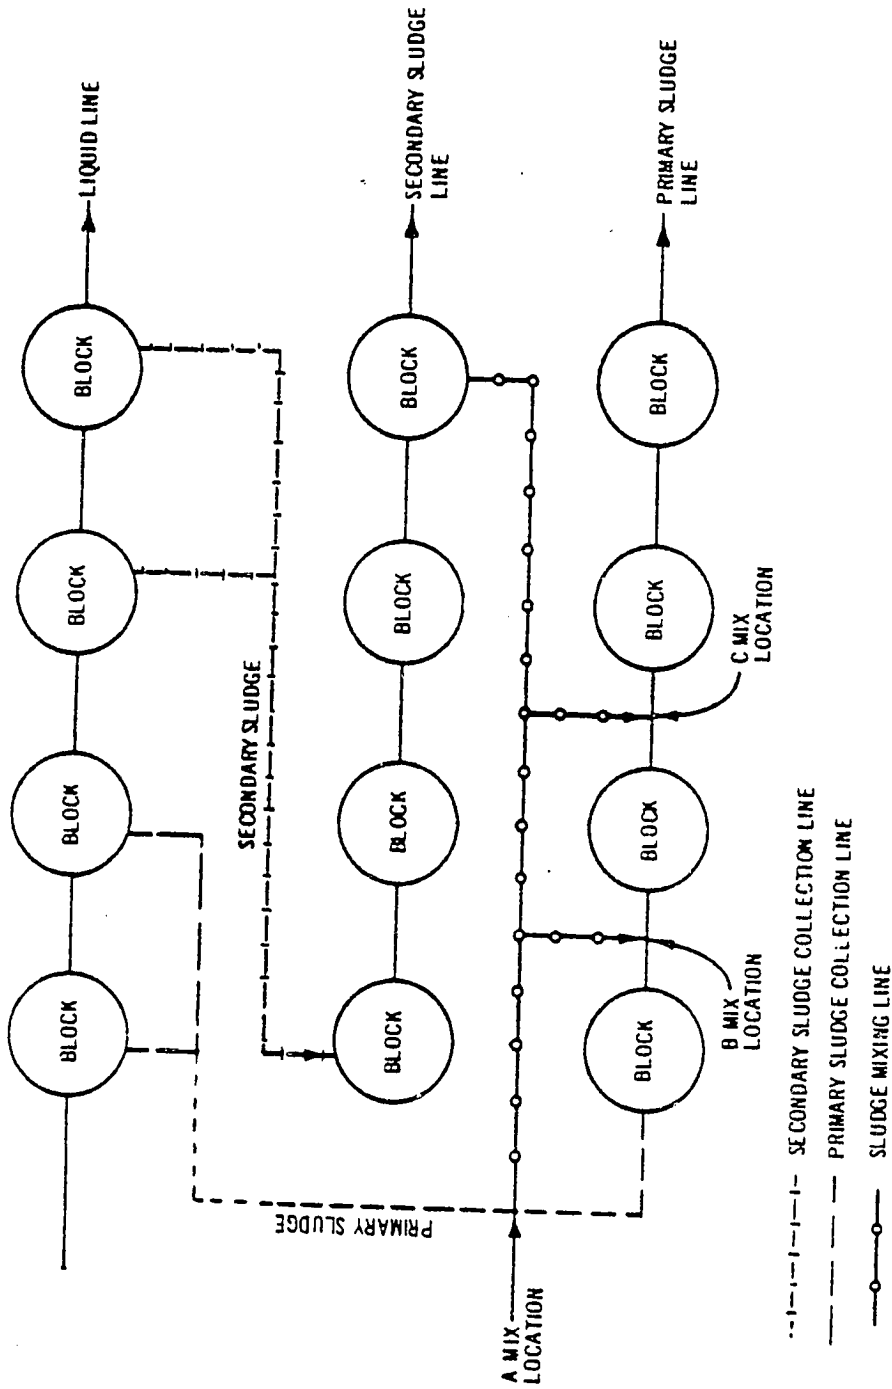 BLOCK
BLOCK
BLOCK
BLOCK
LIQUID LINE
SECONDARY SLUDGE
BLOCK
BLOCK
BLOCK
BLOCK
SECONDARY SLUDGE
LINE
PRIMARY SLUDGE
A MIX
LOCATION
BLOCK
BLOCK
BLOCK
BLOCK
PRIMARY SLUDGE
LINE
B MIX
LOCATION
C MIX
LOCATION
SECONDARY SLUDGE COLLECTION LINE
PRIMARY SLUDGE COLLECTION LINE
SLUDGE MIXING LINE